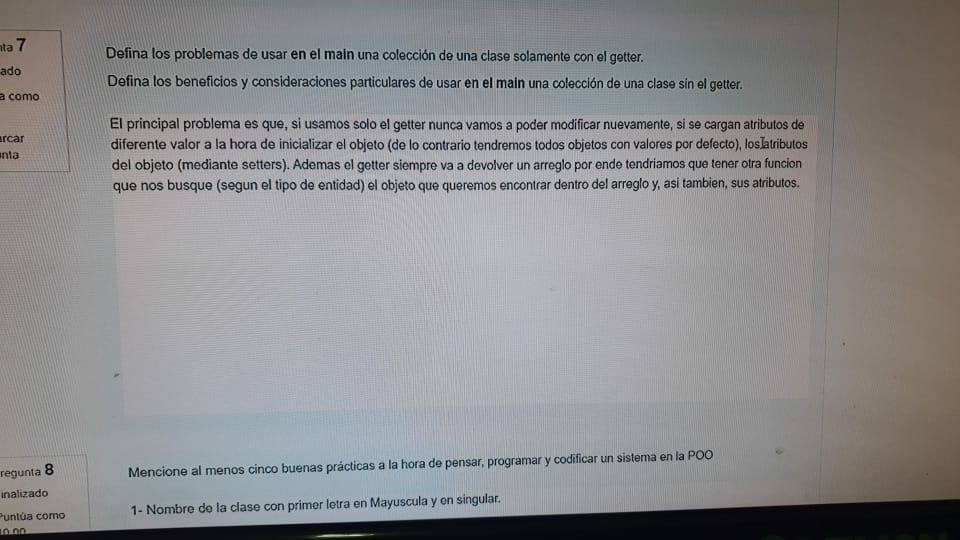 7
ado
a como
arcar
Defina los problemas de usar en el main una colección de una clase solamente con el getter.
Defina los beneficios y consideraciones particulares de usar en el main una colección de una clase sin el getter.
El principal problema es que, si usamos solo el getter nunca vamos a poder modificar nuevamente, si se cargan atributos de
diferente valor a la hora de inicializar el objeto (de lo contrario tendremos todos objetos con valores por defecto), los atributos
del objeto (mediante setters). Ademas el getter siempre va a devolver un arreglo por ende tendriamos que tener otra funcion
que nos busque (segun el tipo de entidad) el objeto que queremos encontrar dentro del arreglo y, asi tambien, sus atributos.
regunta 8
inalizado
Puntúa como
Mencione al menos cinco buenas prácticas a la hora de pensar, programar y codificar un sistema en la POO
1- Nombre de la clase con primer letra en Mayuscula y en singular.